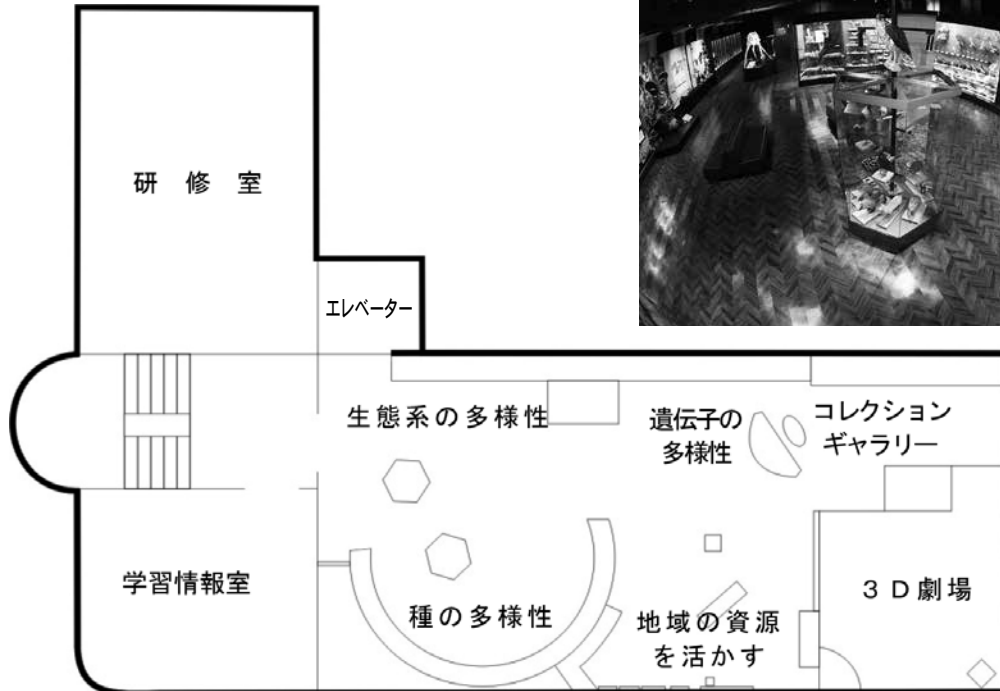 研 修 室
エレベーター
生態系の多様性
遺伝子の
多様性
コレクション
ギャラリー
学習情報室
種の多様性
地域の資源
を活かす
３Ｄ劇場